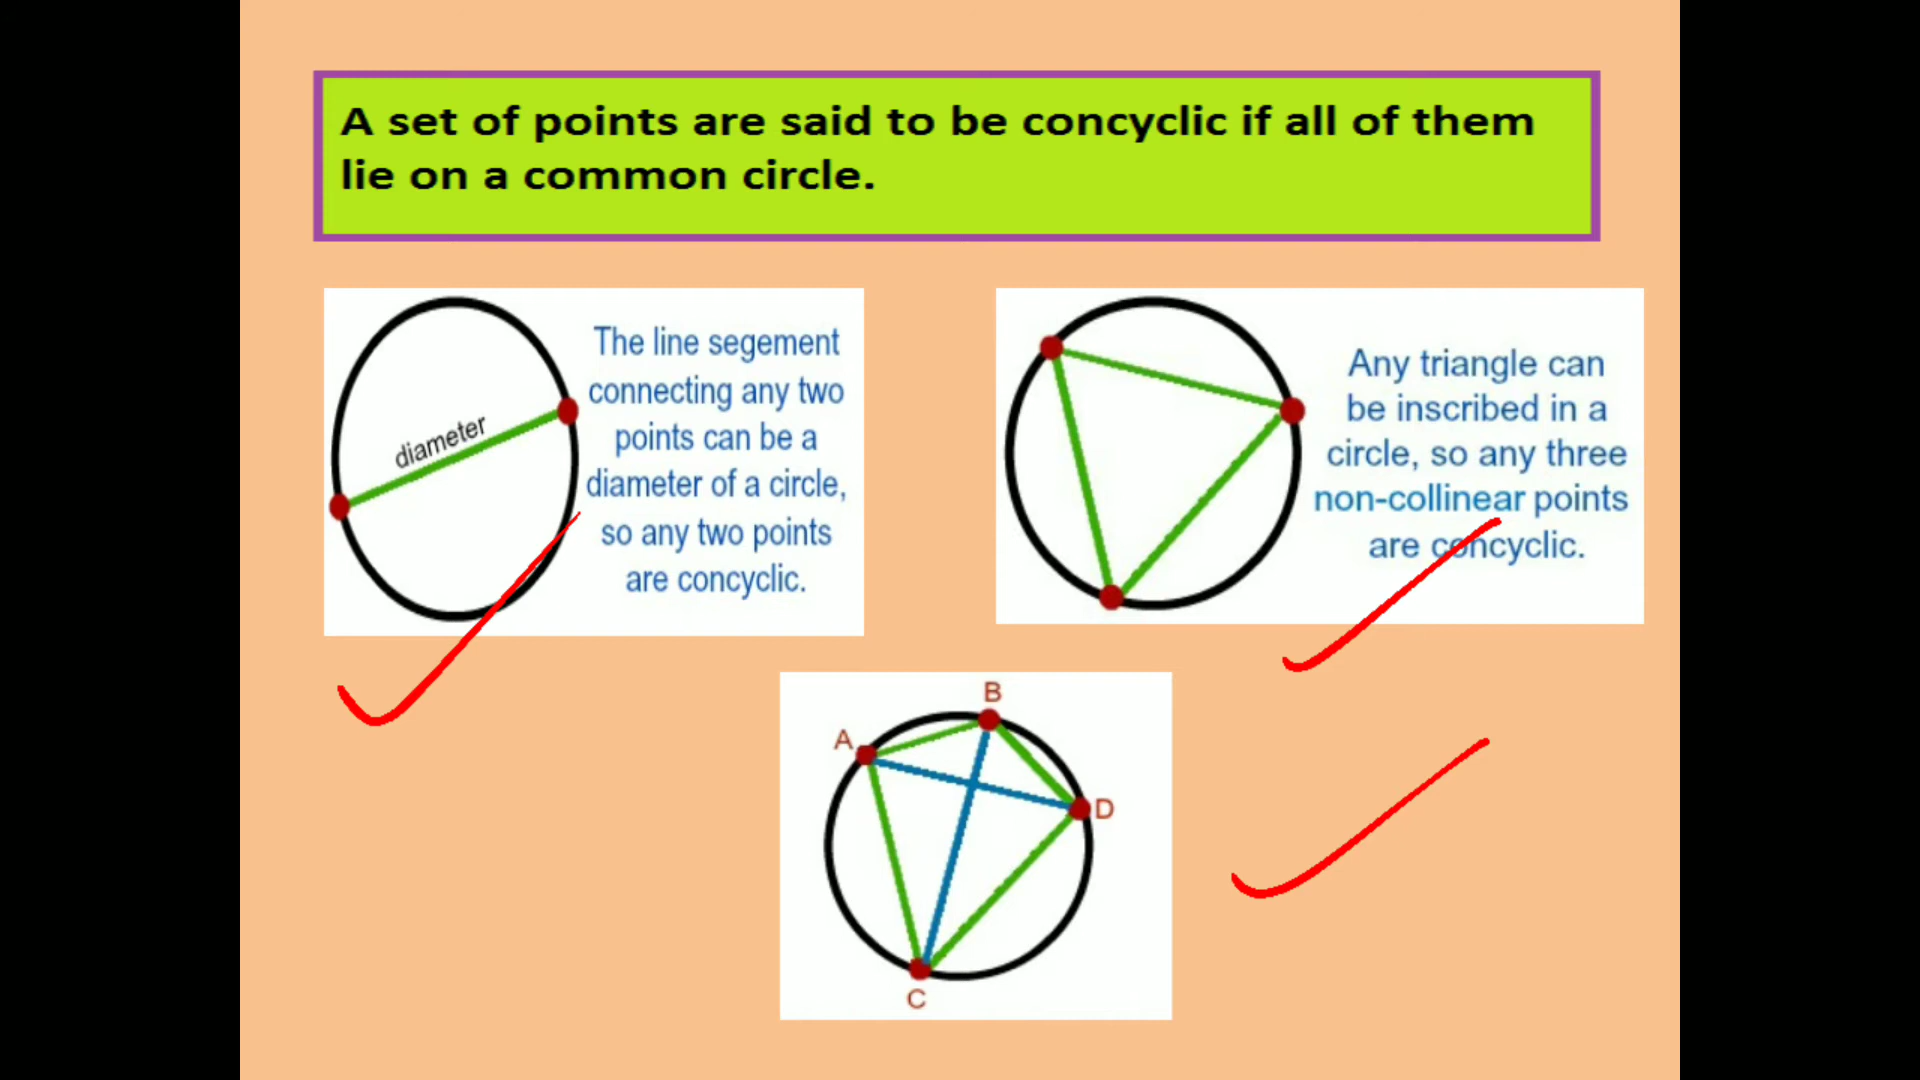 A set of points are said to be concyclic if all of them
lie on a common circle.
diameter
The line segement
connecting any two
points can be a
diameter of a circle,
so any two points
are concyclic.
Any triangle can
be inscribed in a
circle, so any three
non-collinear points
are concyclic.
B
A
D
C